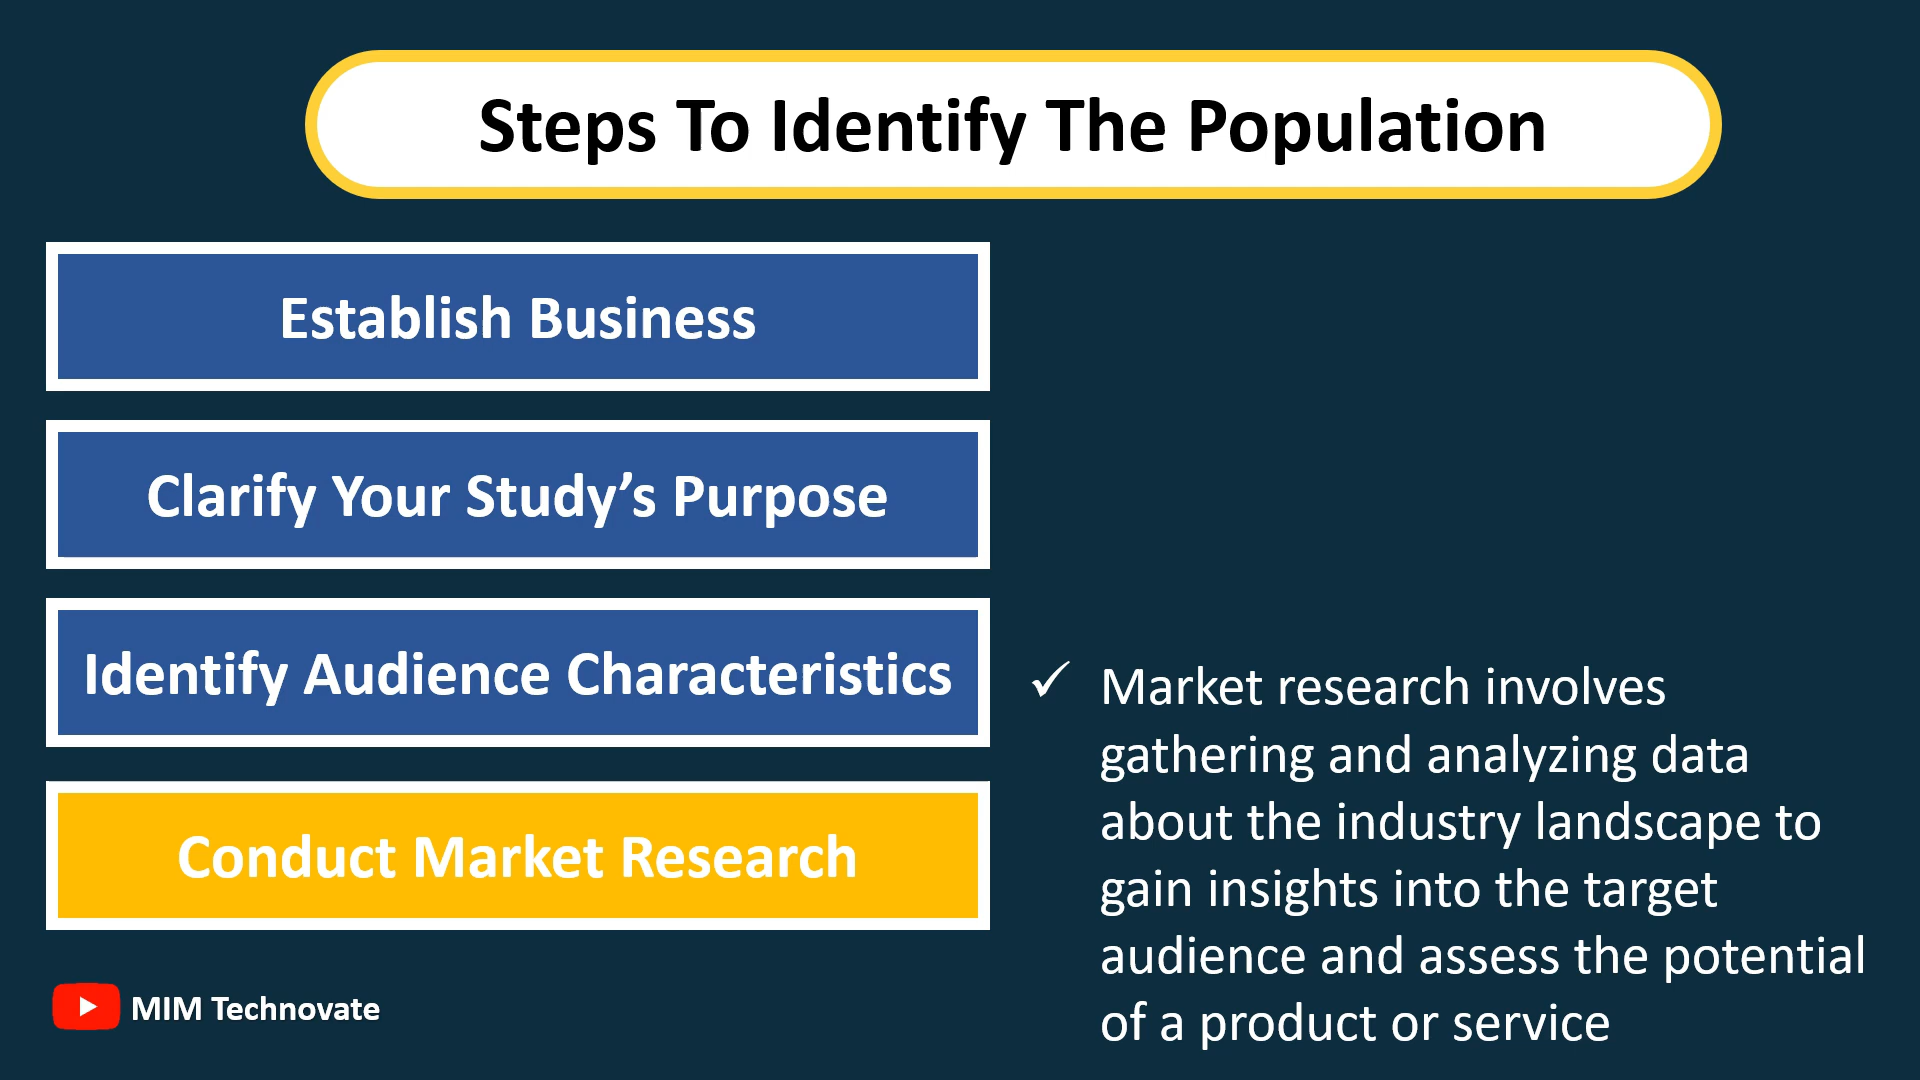 Steps To Identify The Population
Establish Business
Clarify Your Study’s Purpose
Identify Audience Characteristics
Conduct Market Research
✓ Market research involves
gathering and analyzing data
about the industry landscape to
gain insights into the target
audience and assess the potential
of a product or service
MIM Technovate